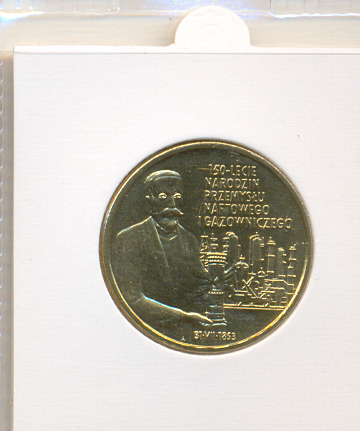 150-LECIE
NARODZIN
PRZEMYSŁU
NAFTOWEGO
I GAZOWNICZEGO
31·VII·1853